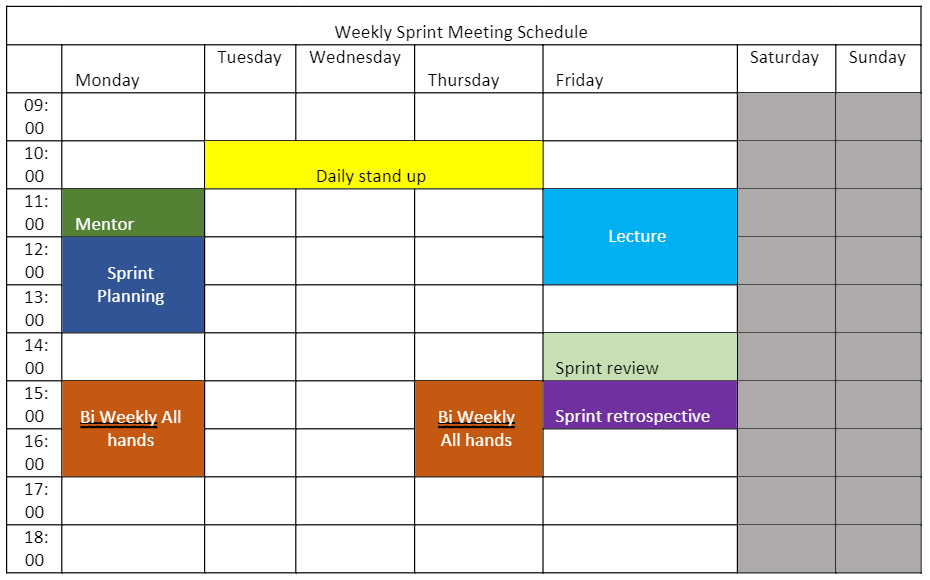 Weekly Sprint Meeting Schedule
Monday
Tuesday
Wednesday
Thursday
Friday
Saturday
Sunday
09:
00
10:
00
Daily stand up
11:
00
Mentor
Lecture
12:
00
Sprint
Planning
13:
00
14:
00
Sprint review
15:
00
Bi Weekly All
hands
Bi Weekly
All hands
Sprint retrospective
16:
00
17:
00
18:
00